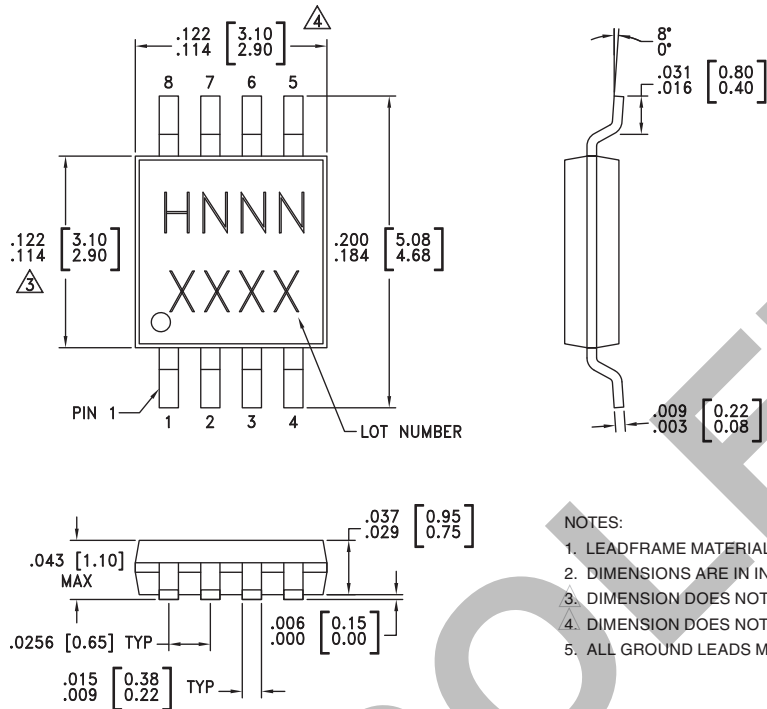 .122 [3.10]
.114 [2.90]
4
8 7 6 5
HNNN
XXXX
.122 [3.10]
.114 [2.90]
3
.200 [5.08]
.184 [4.68]
PIN 1
1 2 3 4
LOT NUMBER
8°
0°
.031 [0.80]
.016 [0.40]
.009 [0.22]
.003 [0.08]
.043 [1.10]
MAX
.037 [0.95]
.029 [0.75]
.0256 [0.65] TYP
.006 [0.15]
.000 [0.00]
.015 [0.38]
.009 [0.22]
TYP
NOTES:
1. LEADFRAME MATERIAL
2. DIMENSIONS ARE IN IN
3. DIMENSION DOES NOT
4. DIMENSION DOES NOT
5. ALL GROUND LEADS M